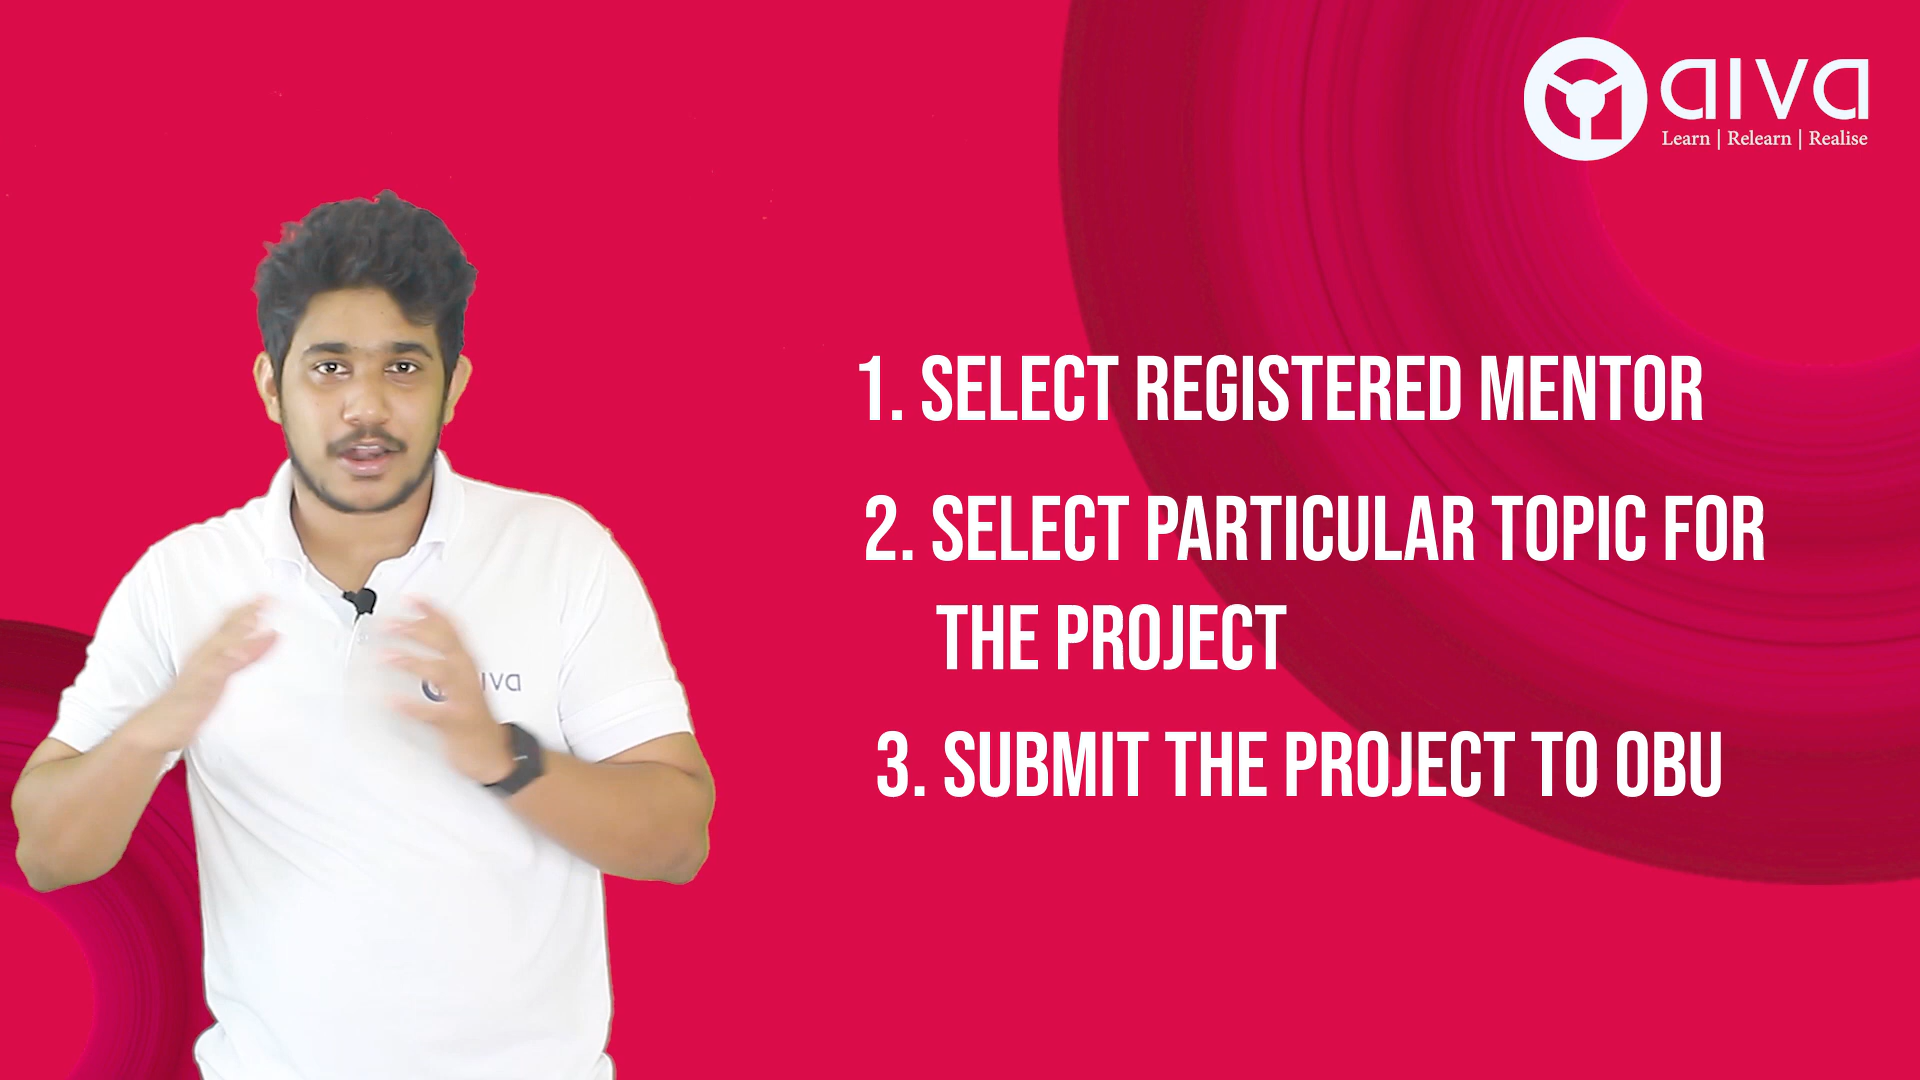 aiva
Learn | Relearn | Realise
1. SELECT REGISTERED MENTOR
2. SELECT PARTICULAR TOPIC FOR
THE PROJECT
3. SUBMIT THE PROJECT TO OBU